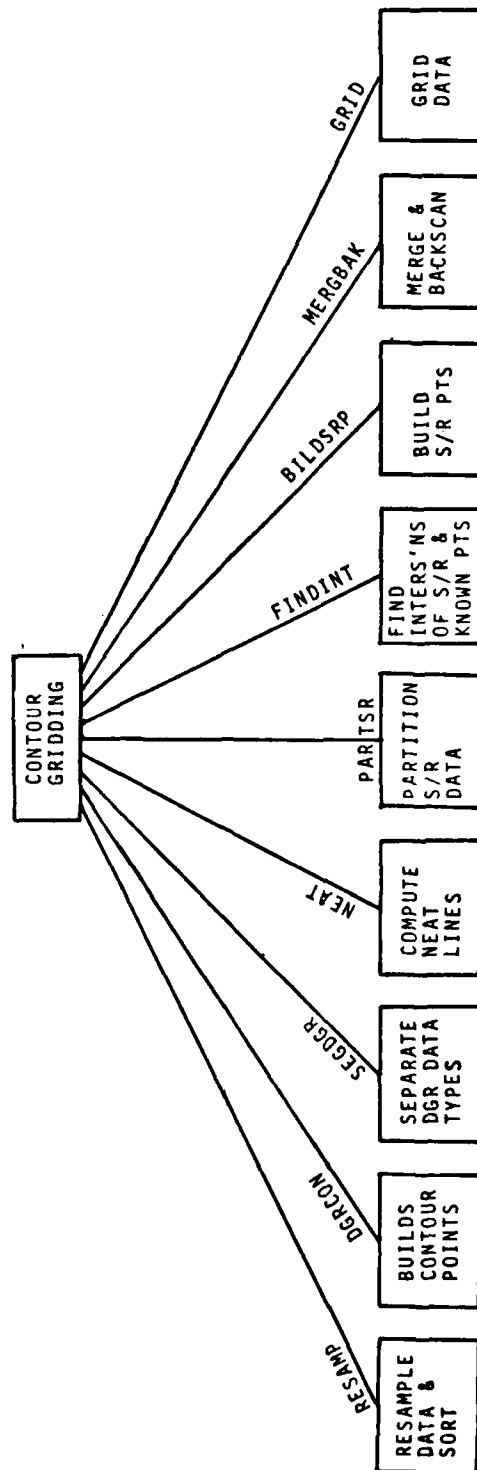 CONTOUR
GRIDDING
RESAMP
DGRCON
SEGDGR
NEAT
PARTSR
FINDINT
BILDSRP
MERGBAK
GRID
RESAMPLE
DATA &
SORT
BUILDS
CONTOUR
POINTS
SEPARATE
DGR DATA
TYPES
COMPUTE
NEAT
LINES
PARTITION
S/R
DATA
FIND
INTERS'NS
OF S/R &
KNOWN PTS
BUILD
S/R PTS
MERGE &
BACKSCAN
GRID
DATA